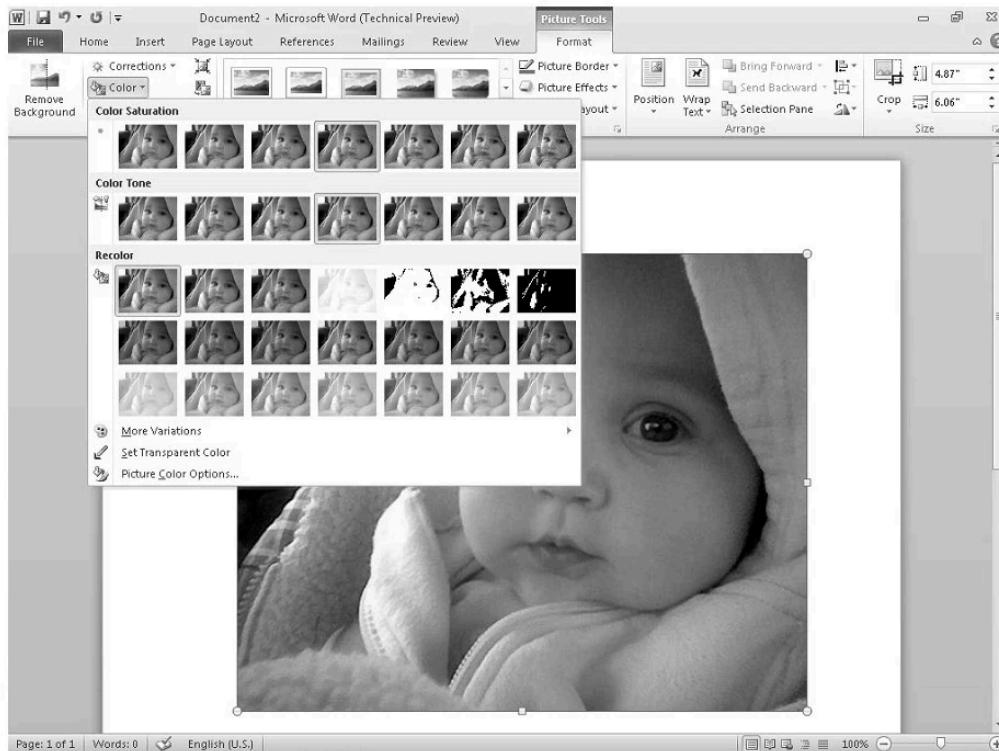 Document2 - Microsoft Word (Technical Preview)
Picture Tools
File Home Insert Page Layout References Mailings Review View Format
Remove Background
Corrections
Color
Picture Border
Picture Effects
ayout
Position
Wrap Text
Bring Forward
Send Backward
Selection Pane
Arrange
Crop
4.87"
6.06"
Size
Color Saturation
Color Tone
Recolor
More Variations
Set Transparent Color
Picture Color Options...
Page: 1 of 1 Words: 0 English (U.S.) 100%